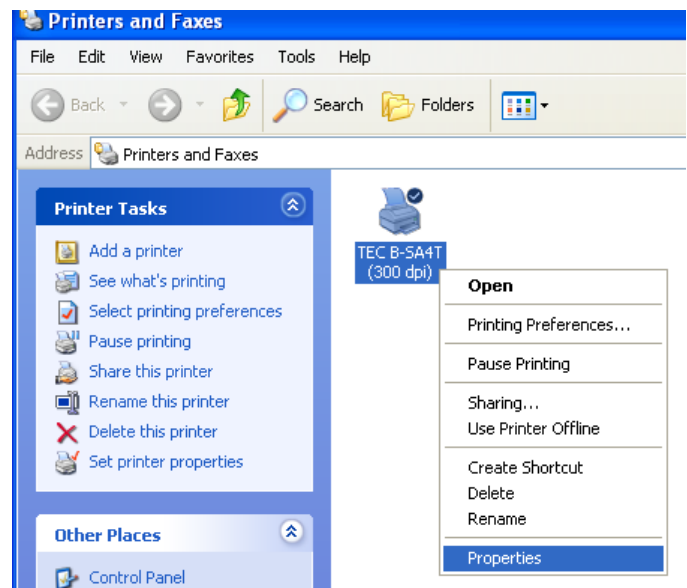 Printers and Faxes
File Edit View Favorites Tools Help
Back Search Folders
Address Printers and Faxes
Printer Tasks
Add a printer
See what's printing
Select printing preferences
Pause printing
Share this printer
Rename this printer
Delete this printer
Set printer properties
Other Places
Control Panel
TEC B-SA4T
(300 dpi)
Open
Printing Preferences...
Pause Printing
Sharing...
Use Printer Offline
Create Shortcut
Delete
Rename
Properties